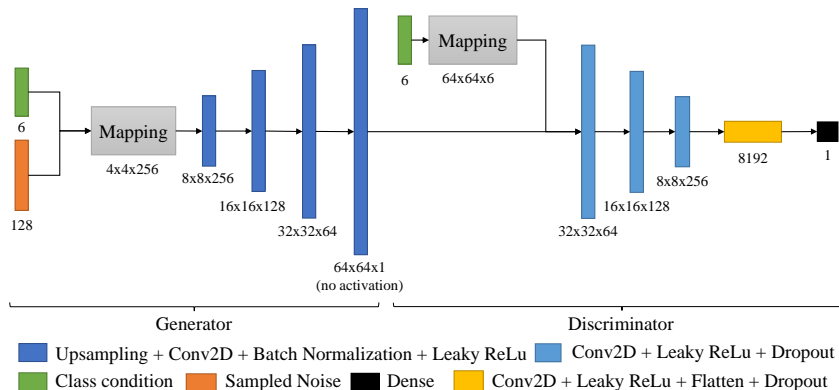 6
128
Mapping
4x4x256
8x8x256
16x16x128
32x32x64
64x64x1
(no activation)
6
Mapping
64x64x6
32x32x64
16x16x128
8x8x256
8192
1
Generator
Discriminator
Upsampling + Conv2D + Batch Normalization + Leaky ReLu
Conv2D + Leaky ReLu + Dropout
Class condition
Sampled Noise
Dense
Conv2D + Leaky ReLu + Flatten + Dropout